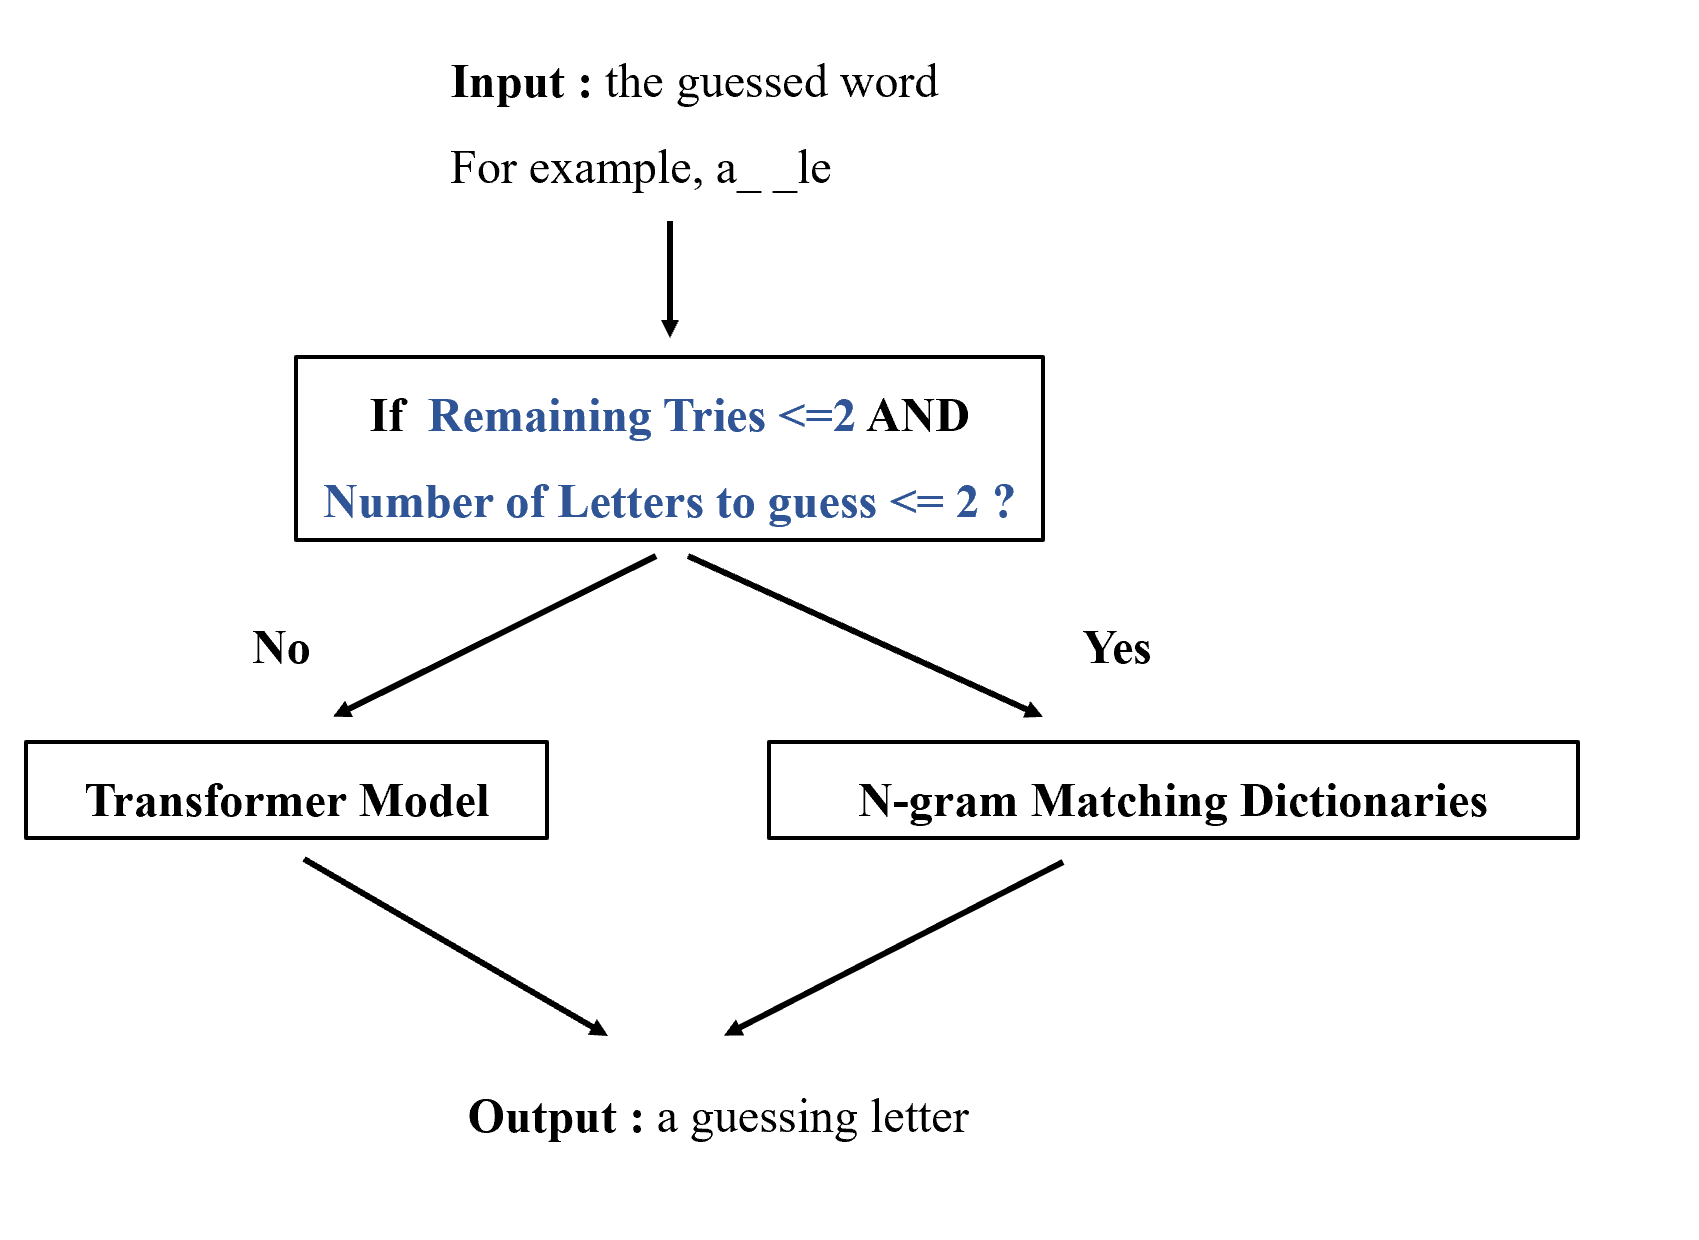 Input : the guessed word
For example, a_ _le
If Remaining Tries <=2 AND
Number of Letters to guess <= 2 ?
No
Yes
Transformer Model
N-gram Matching Dictionaries
Output : a guessing letter